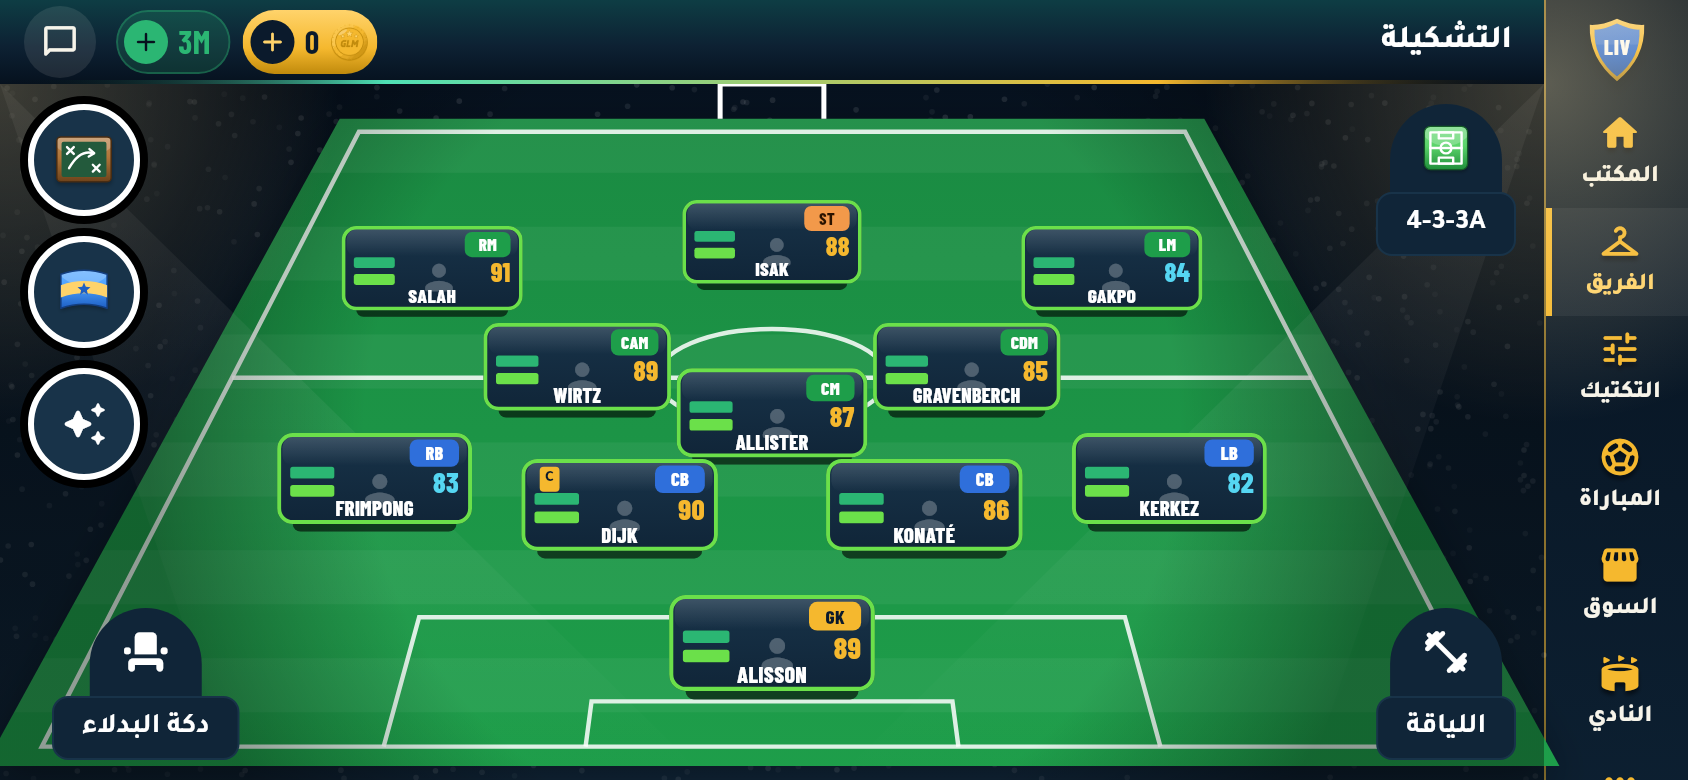 التشكيلة
0
GLM
3M
LIV
المكتب
الفريق
التكتيك
المباراة
السوق
النادي
4-3-3A
ST
88
ISAK
RM
91
SALAH
LM
84
GAKPO
CAM
89
WIRTZ
CDM
85
GRAVENBERCH
CM
87
ALLISTER
RB
83
FRIMPONG
C
CB
90
DIJK
CB
86
KONATÉ
LB
82
KERKEZ
GK
89
ALISSON
دكة البدلاء
اللياقة